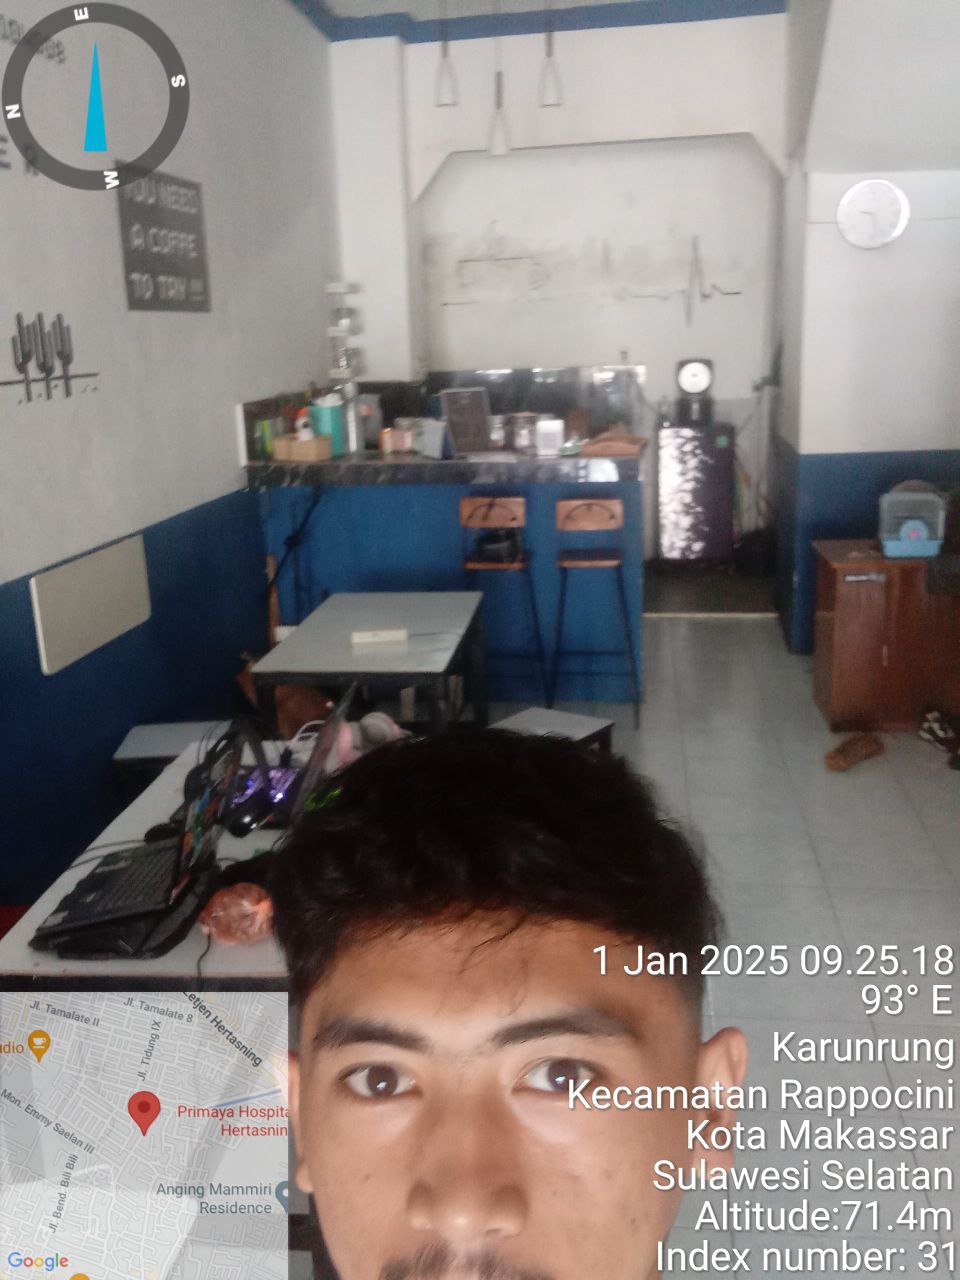 E
N
S
W
YOU NEED
A COFFE
TO TRY
1 Jan 2025 09.25.18
93° E
Karunrung
Kecamatan Rappocini
Kota Makassar
Sulawesi Selatan
Altitude:71.4m
Index number: 31
Jl. Tamalate II
Jl. Tamalate 8
Letjen Hertasning
Jl. Tidung IX
udio
Mon. Emmy Saelan III
Primaya Hospita
Hertasnin
Jl. Bend. Bili Bili
Anging Mammiri
Residence
Google